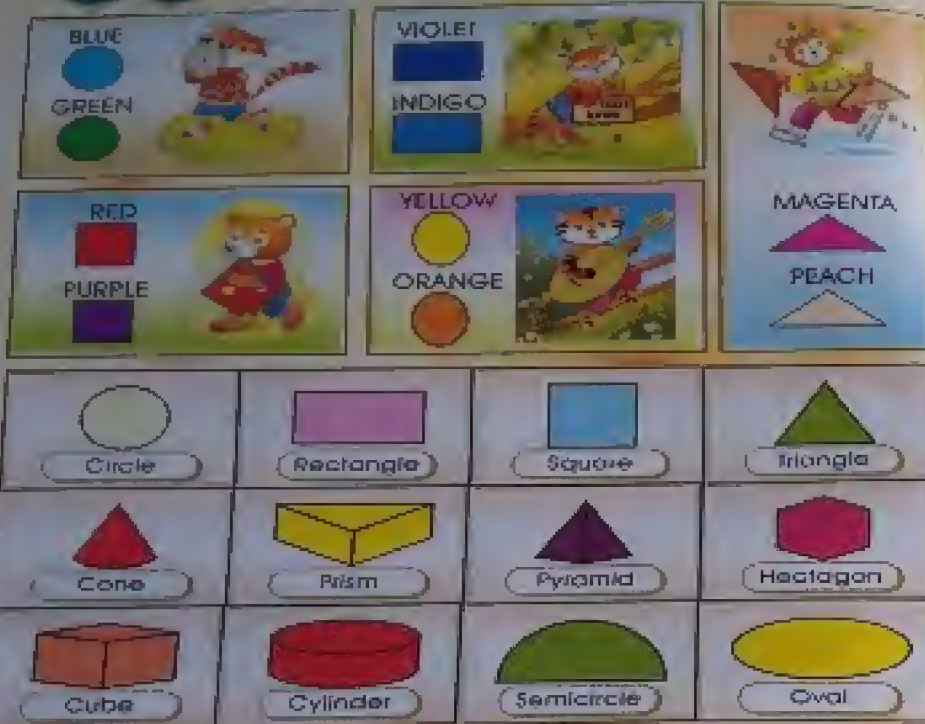 BLUE
GREEN
VIOLET
INDIGO
RED
PURPLE
YELLOW
ORANGE
MAGENTA
PEACH
Circle
Rectangle
Square
Triangle
Cone
Prism
Pyramid
Hectagon
Cube
Cylinder
Semicircle
Oval